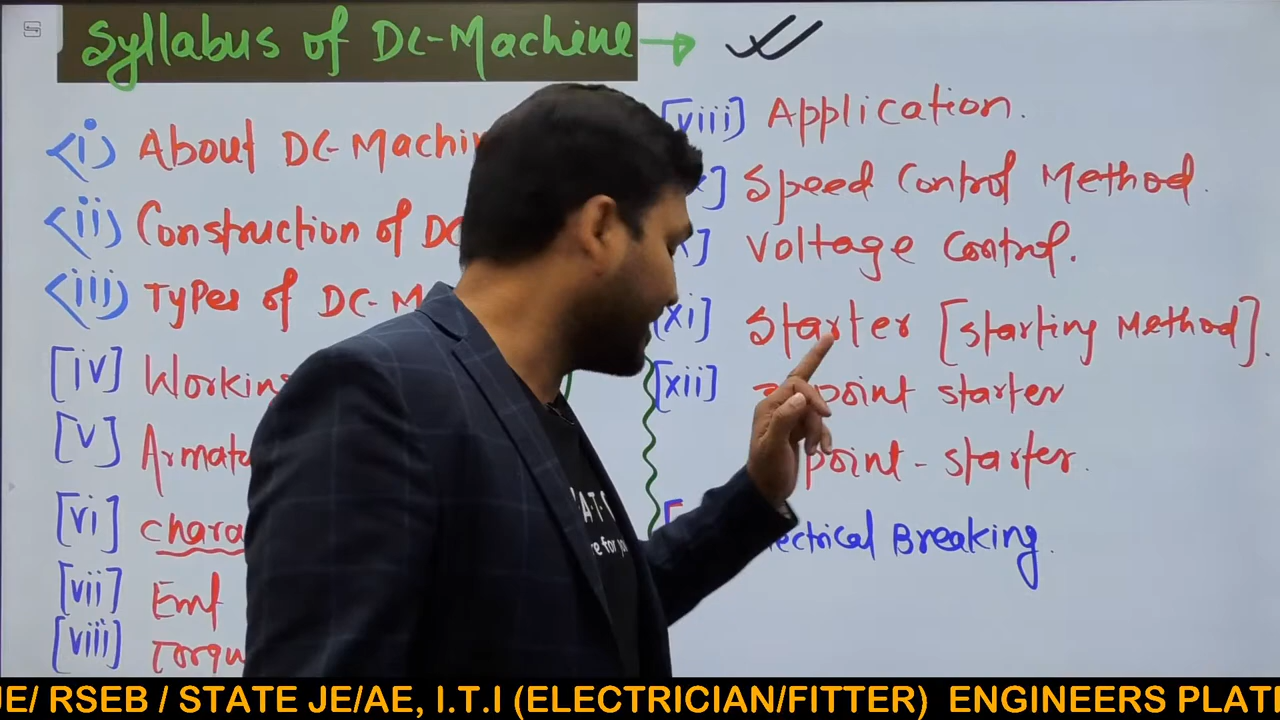 Syllabus of DC-Machine →
<i> About DC-Machin
<ii> Construction of DC
<iii> Types of DC-M
[iv] Workin
[v] Armatu
[vi] chara
[vii] Emf
[viii] Torqu
[viii] Application.
Speed Control Method.
Voltage Control.
[xi] Starter [Starting Method].
[xii] point starter
point-starter.
ectrical Breaking.
JE/ RSEB / STATE JE/AE, I.T.I (ELECTRICIAN/FITTER) ENGINEERS PLAT